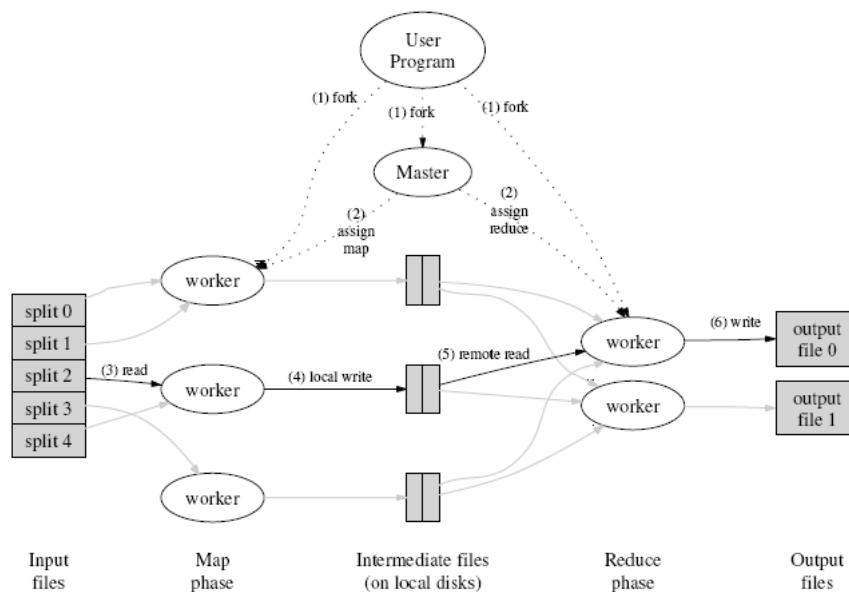 User
Program
(1) fork
(1) fork
(1) fork
Master
(2)
assign
map
(2)
assign
reduce
worker
split 0
split 1
split 2
split 3
split 4
(3) read
worker
(4) local write
(5) remote read
worker
(6) write
output
file 0
worker
output
file 1
worker
Input
files
Map
phase
Intermediate files
(on local disks)
Reduce
phase
Output
files